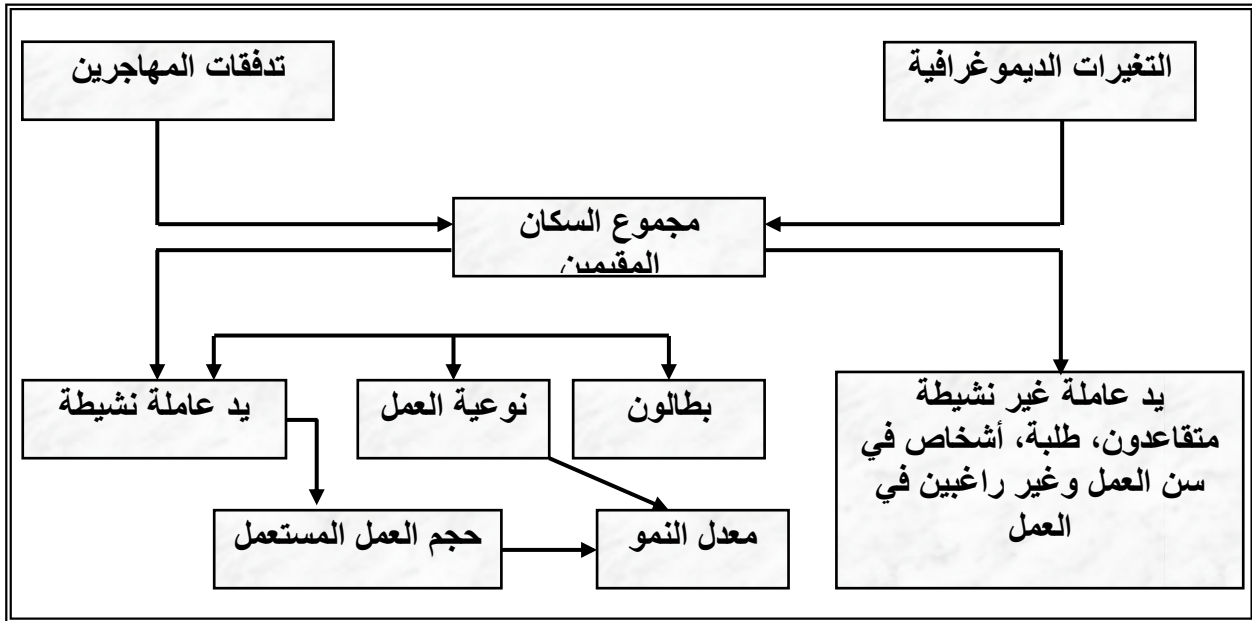 التغيرات الديموغرافية
تدفقات المهاجرين
مجموع السكان
المقيمين
يد عاملة غير نشيطة
متقاعدون، طلبة، أشخاص في
سن العمل وغير راغبين في
العمل
بطالون
نوعية العمل
يد عاملة نشيطة
معدل النمو
حجم العمل المستعمل